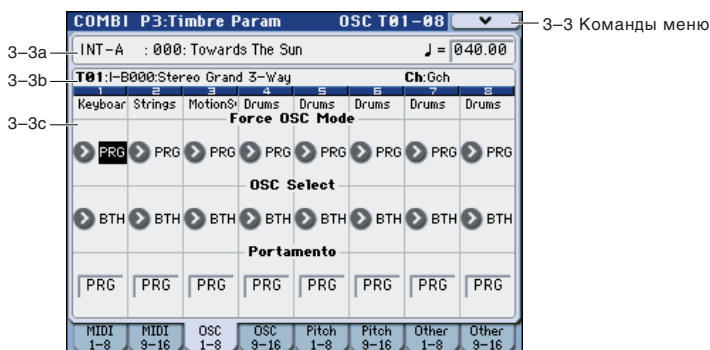 COMBI P3:Timbre Param OSC T01-08
3–3 Команды меню
3–3a
INT-A :000: Towards The Sun ♩= 040.00
3–3b
T01:I-B000:Stereo Grand 3-Way Ch:Gch
1 2 3 4 5 6 7 8
Keyboar Strings MotionS Drums Drums Drums Drums Drums
3–3c
Force OSC Mode
PRG PRG PRG PRG PRG PRG PRG PRG
OSC Select
BTH BTH BTH BTH BTH BTH BTH BTH
Portamento
PRG PRG PRG PRG PRG PRG PRG PRG
MIDI 1-8 MIDI 9-16 OSC 1-8 OSC 9-16 Pitch 1-8 Pitch 9-16 Other 1-8 Other 9-16